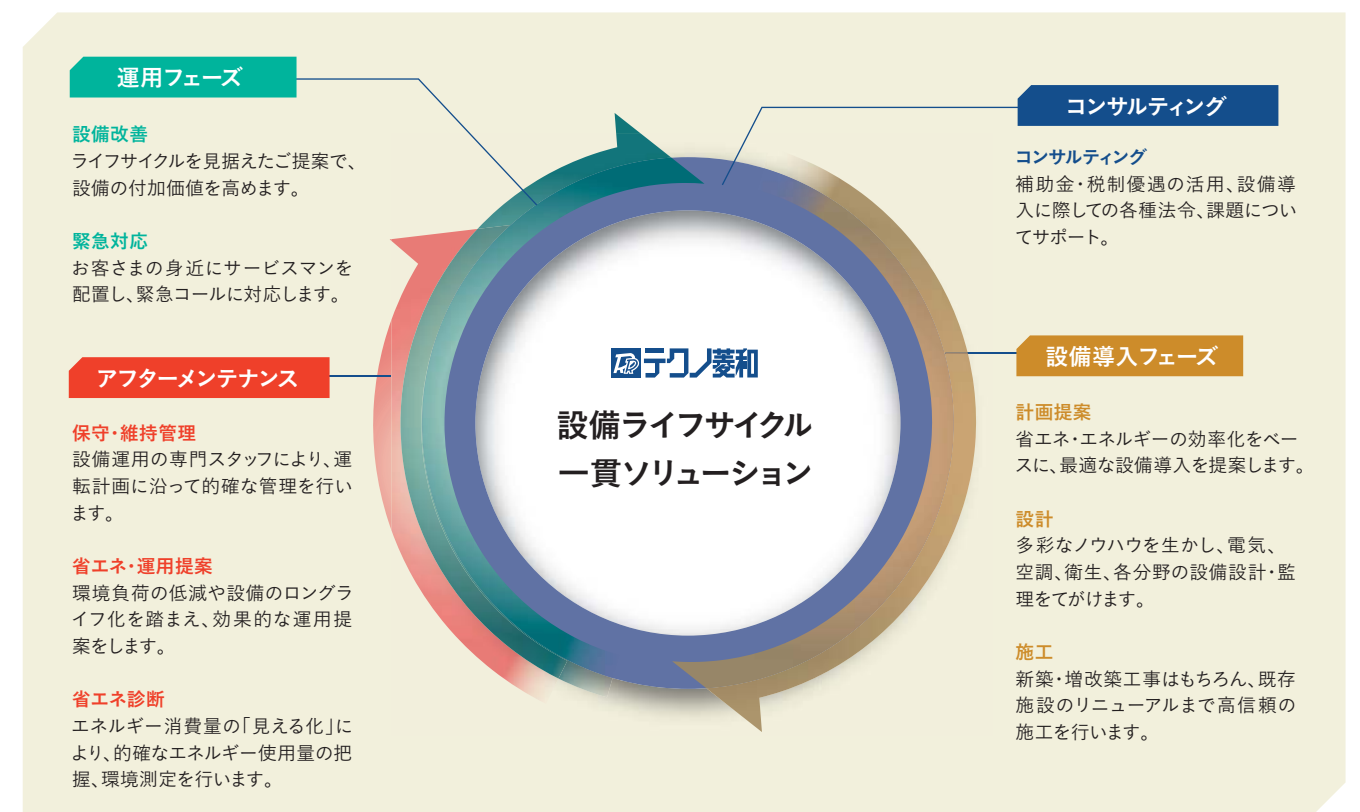 運用フェーズ
設備改善
ライフサイクルを見据えたご提案で、
設備の付加価値を高めます。
緊急対応
お客さまの身近にサービスマンを
配置し、緊急コールに対応します。
アフターメンテナンス
保守・維持管理
設備運用の専門スタッフにより、運
転計画に沿って的確な管理を行い
ます。
省エネ・運用提案
環境負荷の低減や設備のロングラ
イフ化を踏まえ、効果的な運用提
案をします。
省エネ診断
エネルギー消費量の「見える化」に
より、的確なエネルギー使用量の把
握、環境測定を行います。
テクノ菱和
設備ライフサイクル
一貫ソリューション
コンサルティング
コンサルティング
補助金・税制優遇の活用、設備導
入に際しての各種法令、課題につい
てサポート。
設備導入フェーズ
計画提案
省エネ・エネルギーの効率化をベー
スに、最適な設備導入を提案します。
設計
多彩なノウハウを生かし、電気、
空調、衛生、各分野の設備設計・監
理をてがけます。
施工
新築・増改築工事はもちろん、既存
施設のリニューアルまで高信頼の
施工を行います。